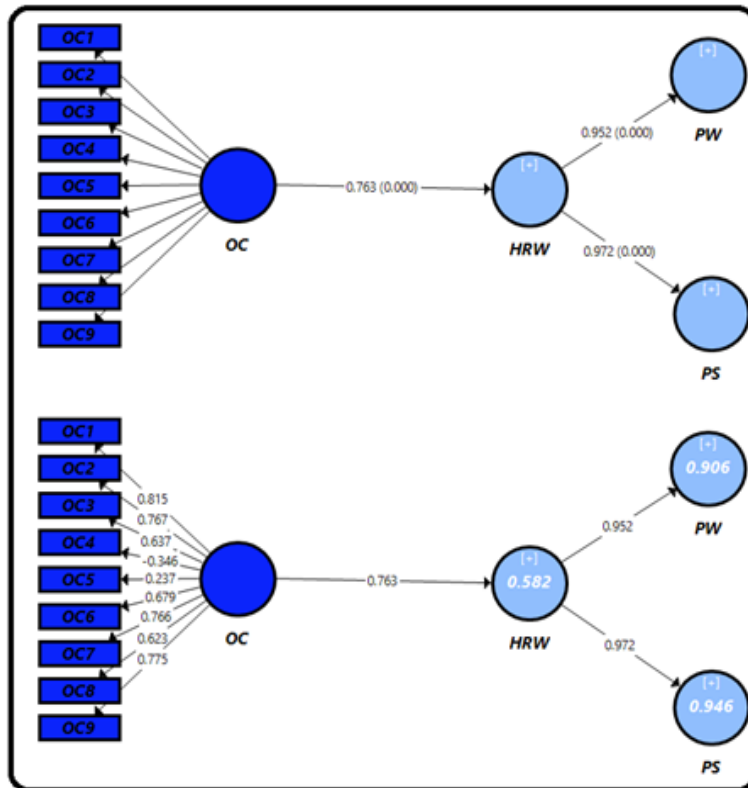 OC1
OC2
OC3
OC4
OC5
OC6
OC7
OC8
OC9
OC
0.763 (0.000)
[+]
HRW
0.952 (0.000)
0.972 (0.000)
[+]
PW
[+]
PS
OC1
OC2
OC3
OC4
OC5
OC6
OC7
OC8
OC9
0.815
0.767
0.637
-0.346
0.237
0.679
0.766
0.623
0.775
OC
0.763
[+]
0.582
HRW
0.952
0.972
[+]
0.906
PW
[+]
0.946
PS